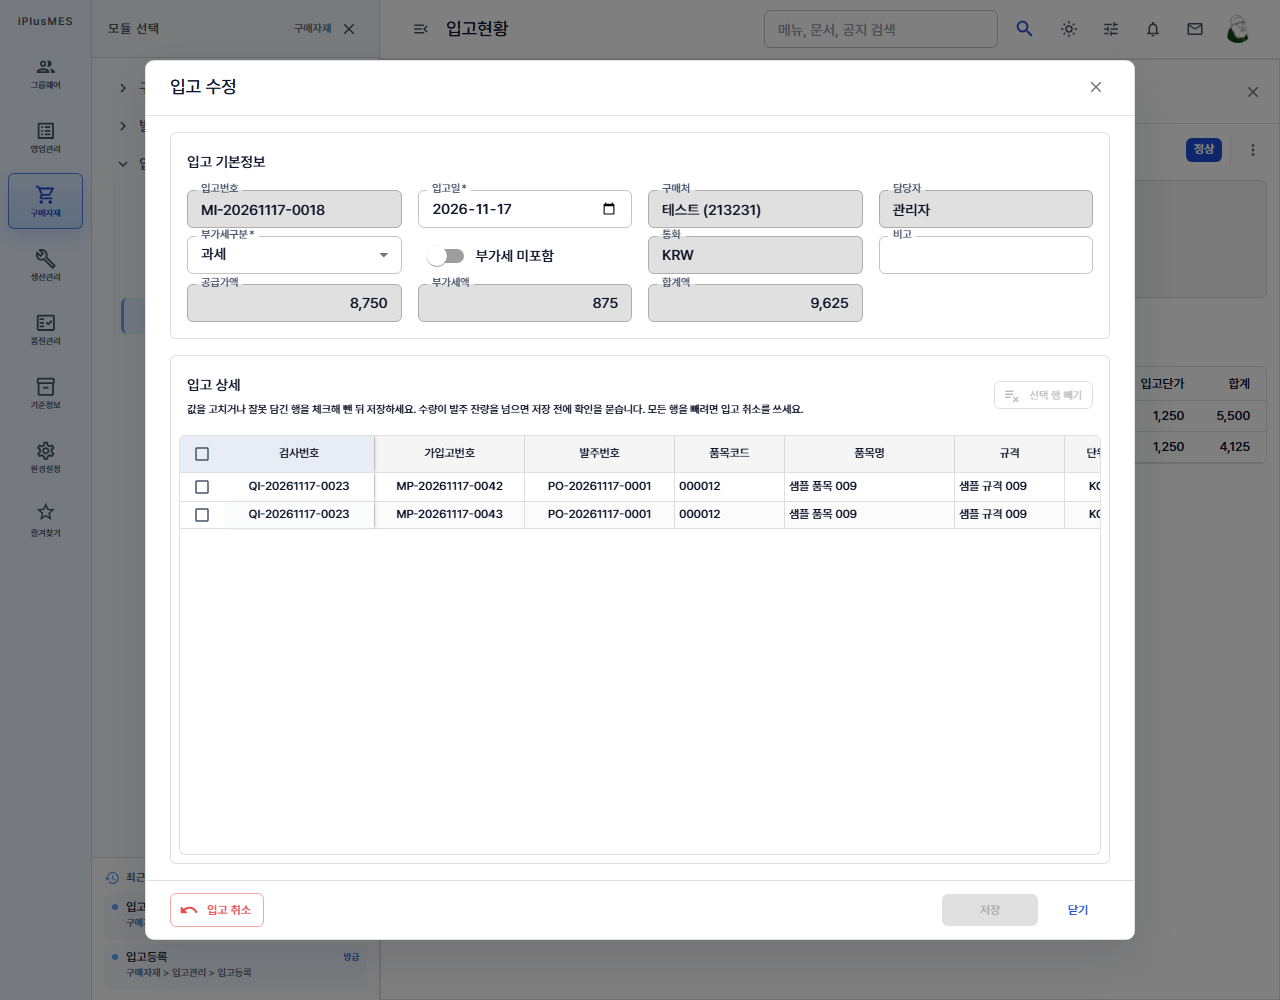 iPlusMES
모듈 선택
구매자재
입고현황
메뉴, 문서, 공지 검색
그룹웨어
영업관리
구매자재
생산관리
품질관리
기준정보
환경설정
즐겨찾기
정상
입고단가 합계
1,250 5,500
1,250 4,125
최근
입고
구매
입고등록 방금
구매자재 > 입고관리 > 입고등록
입고 수정
입고 기본정보
입고번호 입고일* 구매처 담당자
MI-20261117-0018 2026-11-17 테스트 (213231) 관리자
부가세구분* 통화 비고
과세 부가세 미포함 KRW
공급가액 부가세액 합계액
8,750 875 9,625
입고 상세
값을 고치거나 잘못 담긴 행을 체크해 뺀 뒤 저장하세요. 수량이 발주 잔량을 넘으면 저장 전에 확인을 묻습니다. 모든 행을 빼려면 입고 취소를 쓰세요.
선택 행 빼기
검사번호 가입고번호 발주번호 품목코드 품목명 규격
QI-20261117-0023 MP-20261117-0042 PO-20261117-0001 000012 샘플 품목 009 샘플 규격 009
QI-20261117-0023 MP-20261117-0043 PO-20261117-0001 000012 샘플 품목 009 샘플 규격 009
입고 취소
저장
닫기